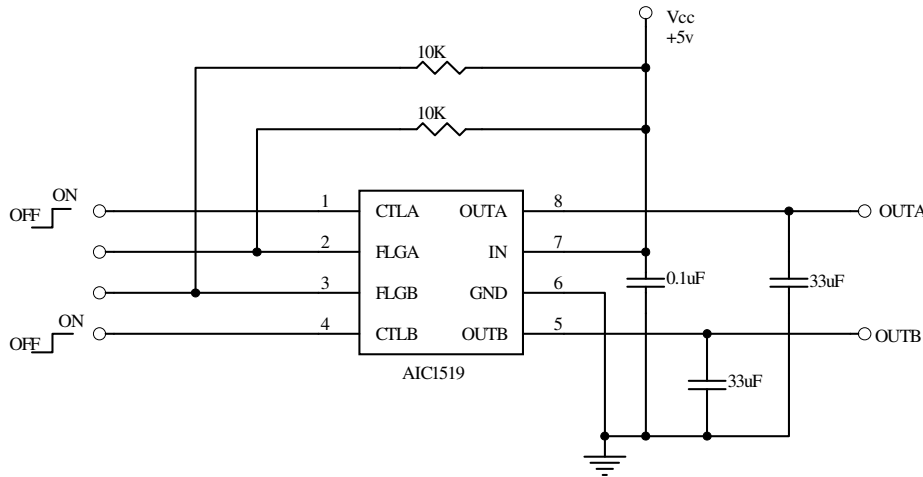 Vcc
+5v
10K
10K
ON
OFF
1
CTLA
OUTA
8
OUTA
2
FLGA
IN
7
3
FLGB
GND
6
0.1uF
33uF
ON
OFF
4
CTLB
OUTB
5
OUTB
AIC1519
33uF